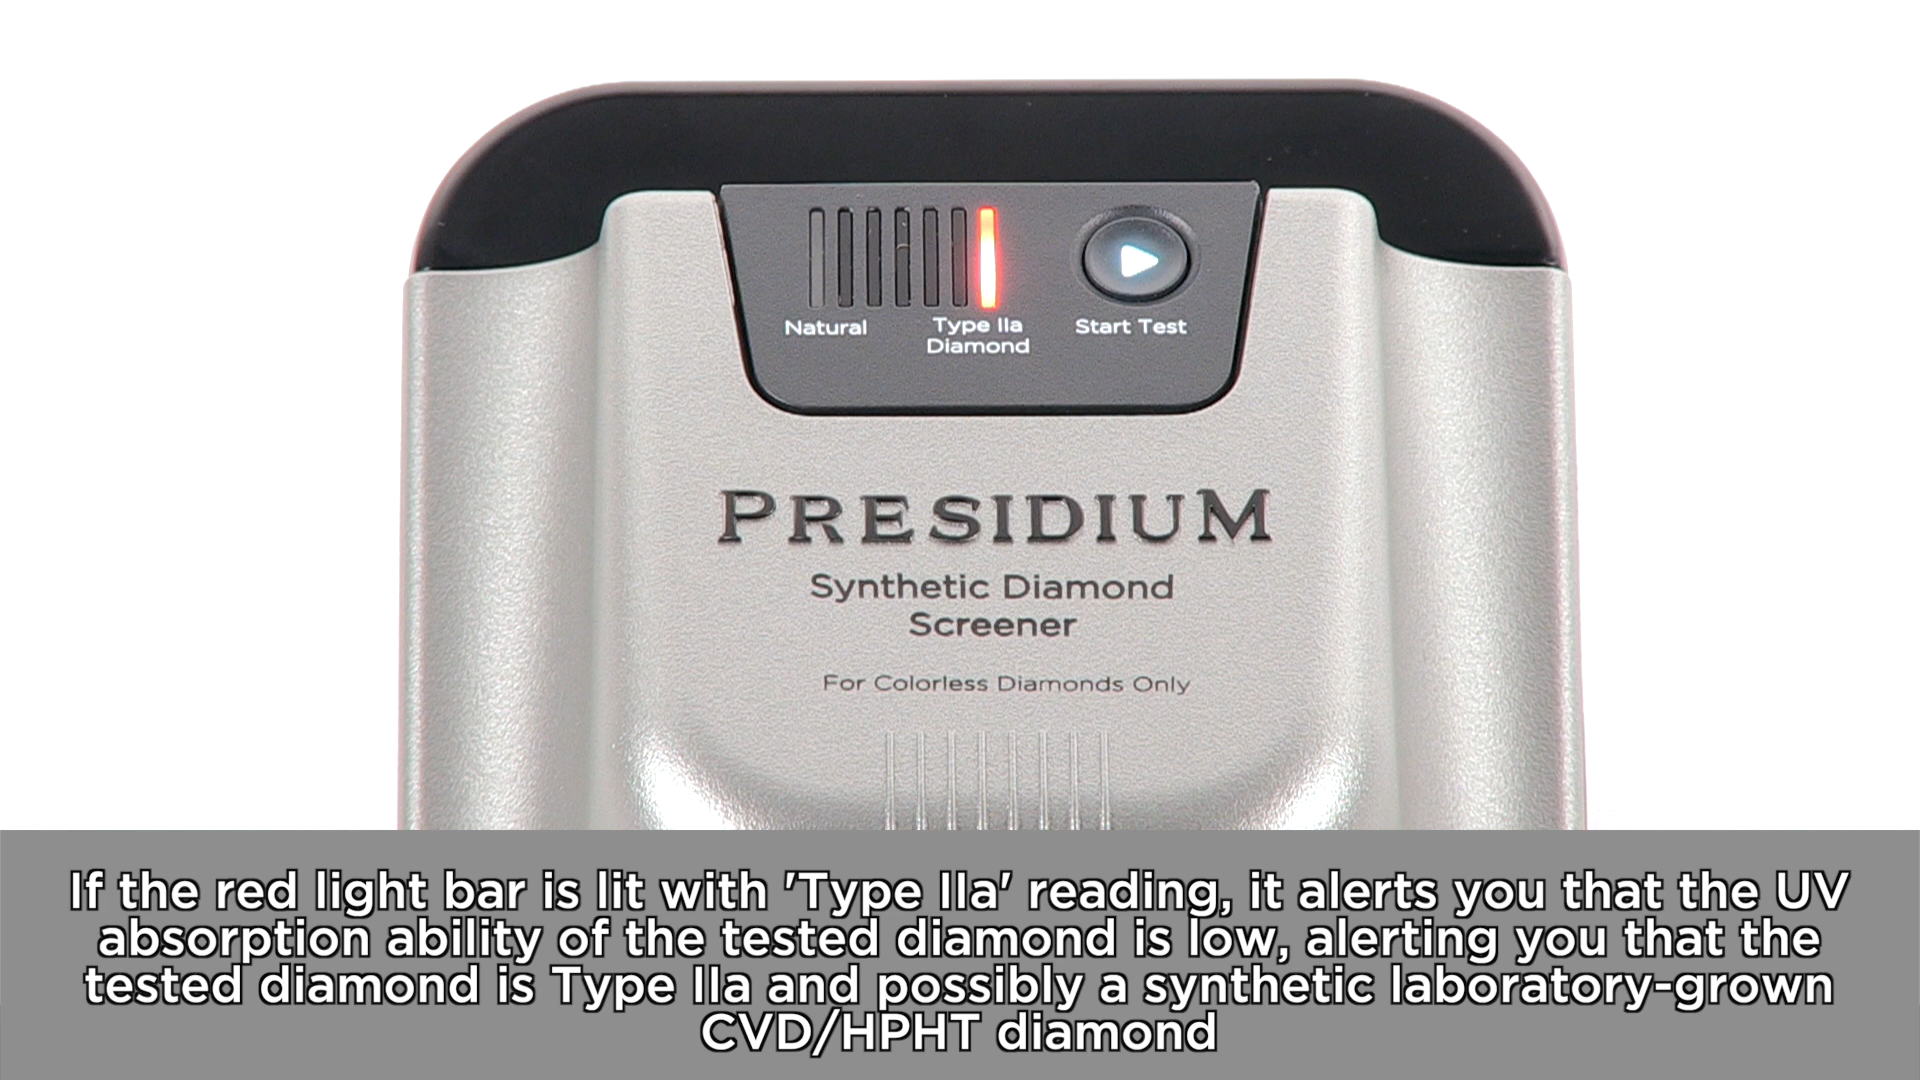 Natural
Type IIa
Diamond
Start Test
PRESIDIUM
Synthetic Diamond
Screener
For Colorless Diamonds Only
If the red light bar is lit with 'Type IIa' reading, it alerts you that the UV
absorption ability of the tested diamond is low, alerting you that the
tested diamond is Type IIa and possibly a synthetic laboratory-grown
CVD/HPHT diamond